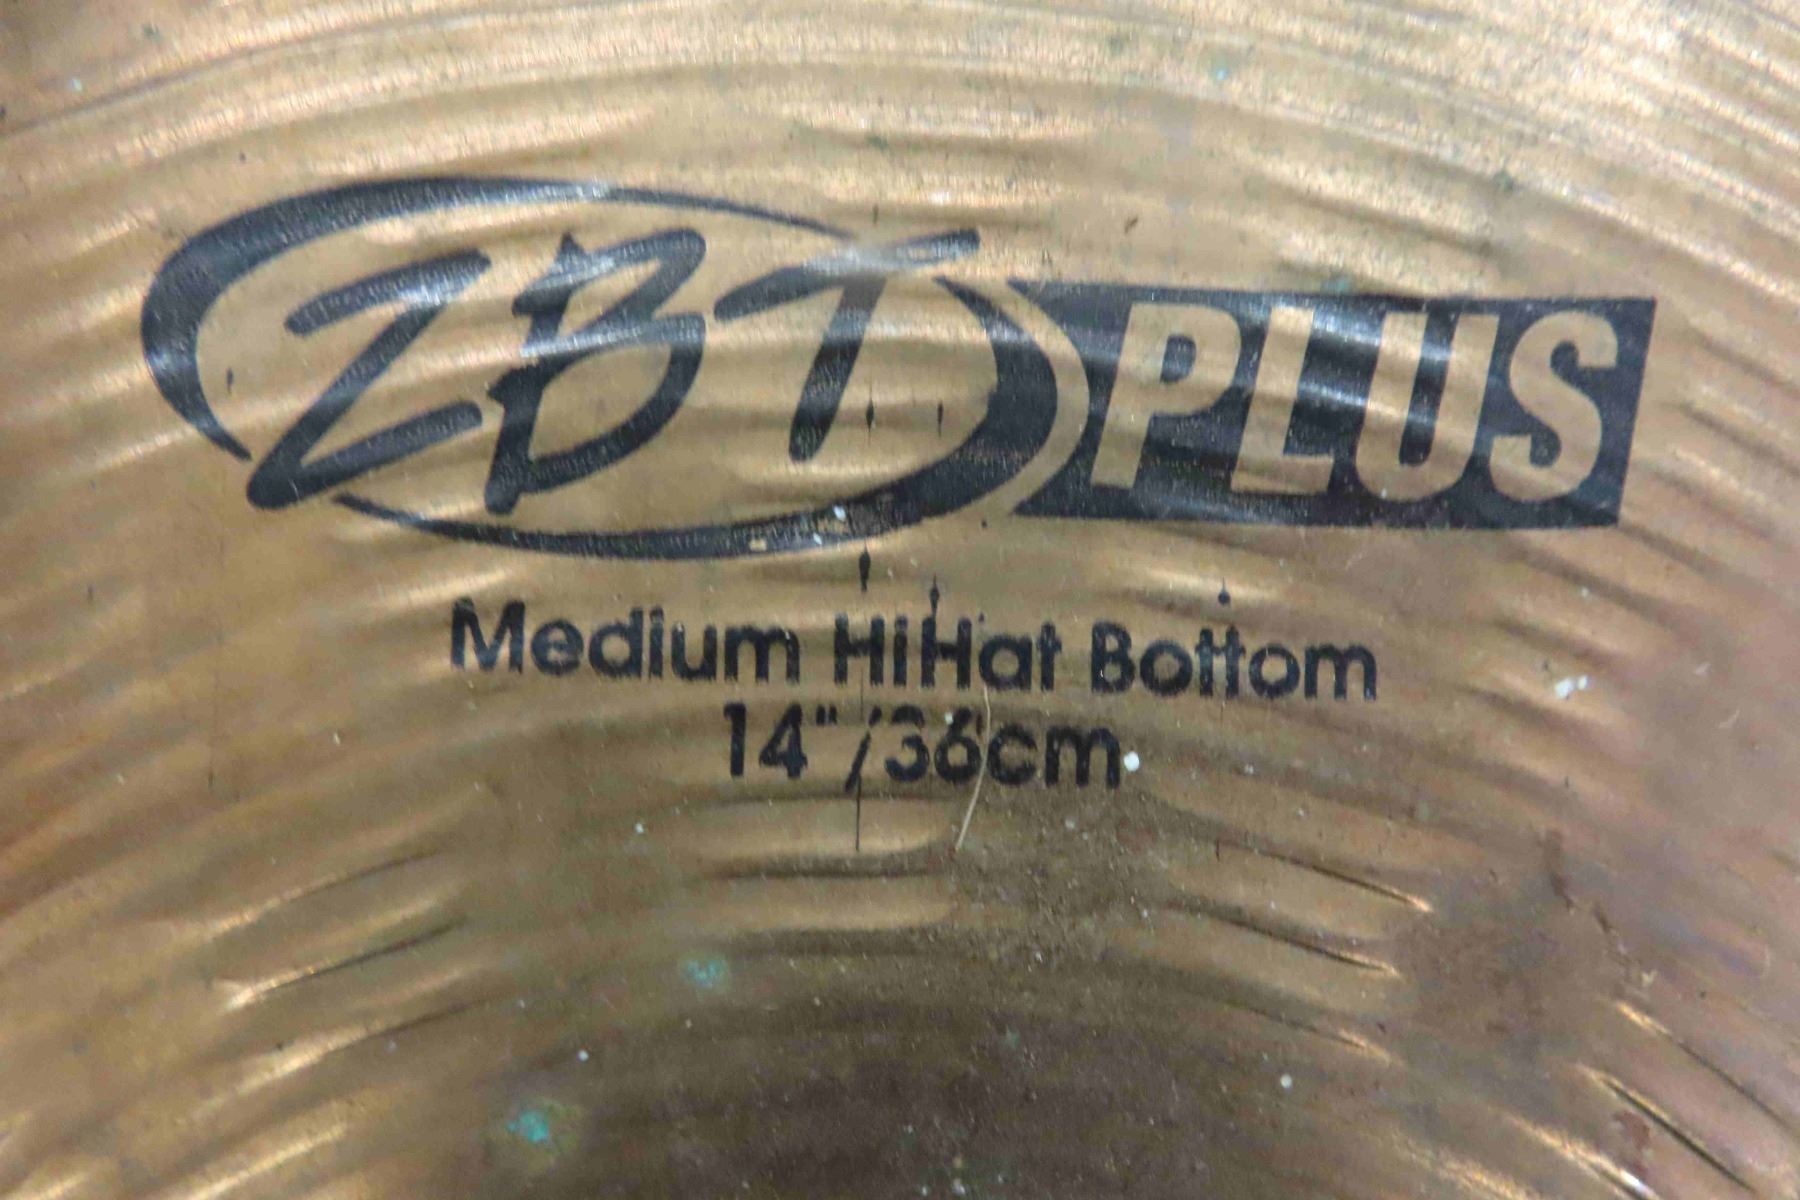 ZBT PLUS
Medium HiHat Bottom
14"/36cm